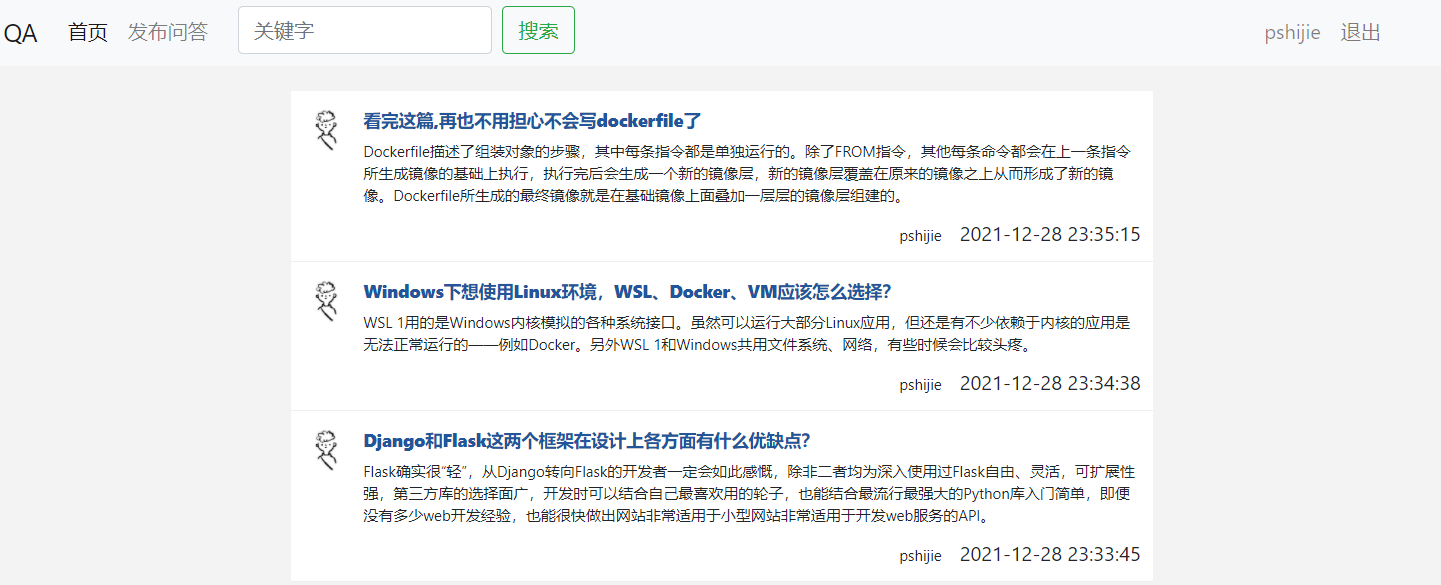 QA 首页 发布问答 关键字 搜索 pshijie 退出
看完这篇,再也不用担心不会写dockerfile了
Dockerfile描述了组装对象的步骤，其中每条指令都是单独运行的。除了FROM指令，其他每条命令都会在上一条指令
所生成镜像的基础上执行，执行完后会生成一个新的镜像层，新的镜像层覆盖在原来的镜像之上从而形成了新的镜
像。Dockerfile所生成的最终镜像就是在基础镜像上面叠加一层层的镜像层组建的。
pshijie 2021-12-28 23:35:15
Windows下想使用Linux环境，WSL、Docker、VM应该怎么选择？
WSL 1用的是Windows内核模拟的各种系统接口。虽然可以运行大部分Linux应用，但还是有不少依赖于内核的应用是
无法正常运行的——例如Docker。另外WSL 1和Windows共用文件系统、网络，有些时候会比较头疼。
pshijie 2021-12-28 23:34:38
Django和Flask这两个框架在设计上各方面有什么优缺点？
Flask确实很“轻”，从Django转向Flask的开发者一定会如此感慨，除非二者均为深入使用过Flask自由、灵活，可扩展性
强，第三方库的选择面广，开发时可以结合自己最喜欢用的轮子，也能结合最流行最强大的Python库入门简单，即便
没有多少web开发经验，也能很快做出网站非常适用于小型网站非常适用于开发web服务的API。
pshijie 2021-12-28 23:33:45